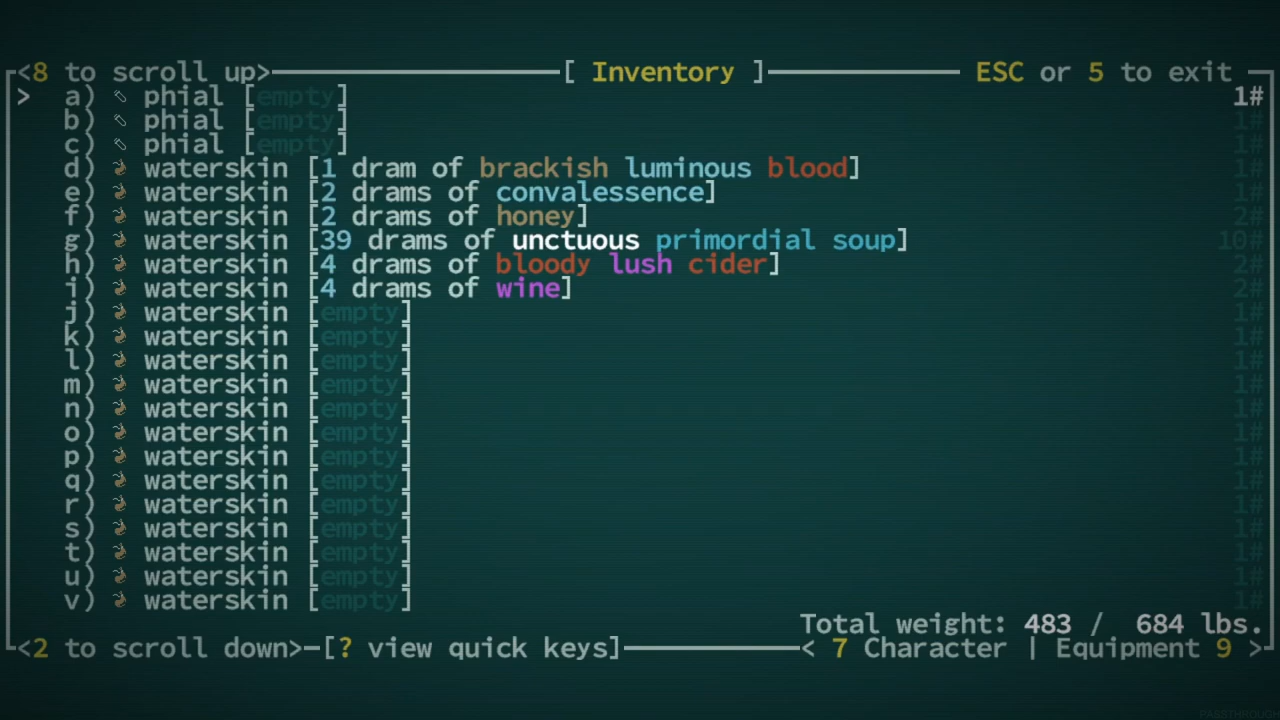 <8 to scroll up> [ Inventory ] ESC or 5 to exit
> a) phial [empty] 1#
b) phial [empty] 1#
c) phial [empty] 1#
d) waterskin [1 dram of brackish luminous blood] 1#
e) waterskin [2 drams of convalessence] 1#
f) waterskin [2 drams of honey] 2#
g) waterskin [39 drams of unctuous primordial soup] 10#
h) waterskin [4 drams of bloody lush cider] 2#
i) waterskin [4 drams of wine] 2#
j) waterskin [empty] 1#
k) waterskin [empty] 1#
l) waterskin [empty] 1#
m) waterskin [empty] 1#
n) waterskin [empty] 1#
o) waterskin [empty] 1#
p) waterskin [empty] 1#
q) waterskin [empty] 1#
r) waterskin [empty] 1#
s) waterskin [empty] 1#
t) waterskin [empty] 1#
u) waterskin [empty] 1#
v) waterskin [empty] 1#
Total weight: 483 / 684 lbs.
<2 to scroll down> [? view quick keys] < 7 Character | Equipment 9 >